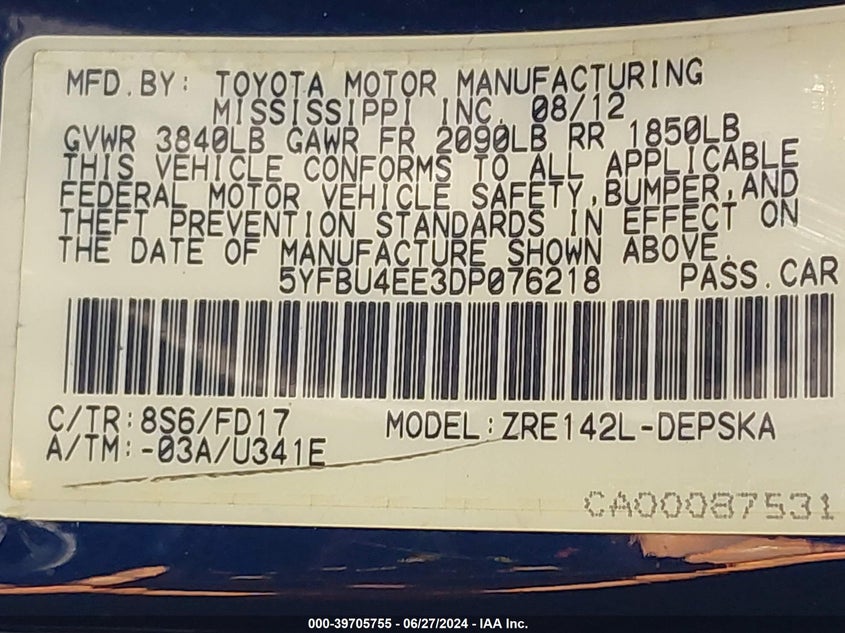 MFD.BY: TOYOTA MOTOR MANUFACTURING
MISSISSIPPI INC. 08/12
GVWR 3840LB GAWR FR 2090LB RR 1850LB
THIS VEHICLE CONFORMS TO ALL APPLICABLE
FEDERAL MOTOR VEHICLE SAFETY,BUMPER,AND
THEFT PREVENTION STANDARDS IN EFFECT ON
THE DATE OF MANUFACTURE SHOWN ABOVE.
5YFBU4EE3DP076218 PASS.CAR
C/TR:8S6/FD17 MODEL:ZRE142L-DEPSKA
A/TM:-03A/U341E
CA00087531
000-39705755 - 06/27/2024 - IAA Inc.